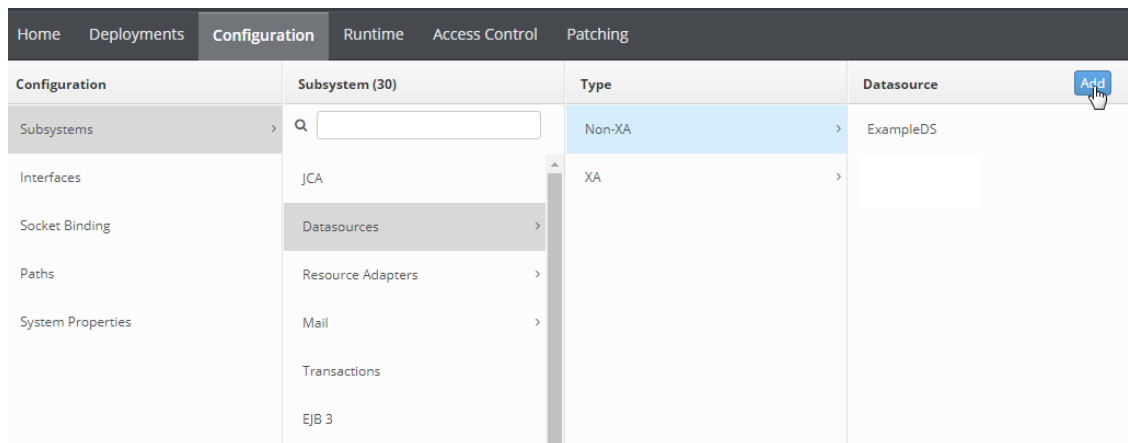 Home Deployments Configuration Runtime Access Control Patching
Configuration Subsystem (30) Type Datasource Add
Subsystems Non-XA ExampleDS
Interfaces JCA XA
Socket Binding Datasources
Paths Resource Adapters
System Properties Mail
Transactions
EJB 3